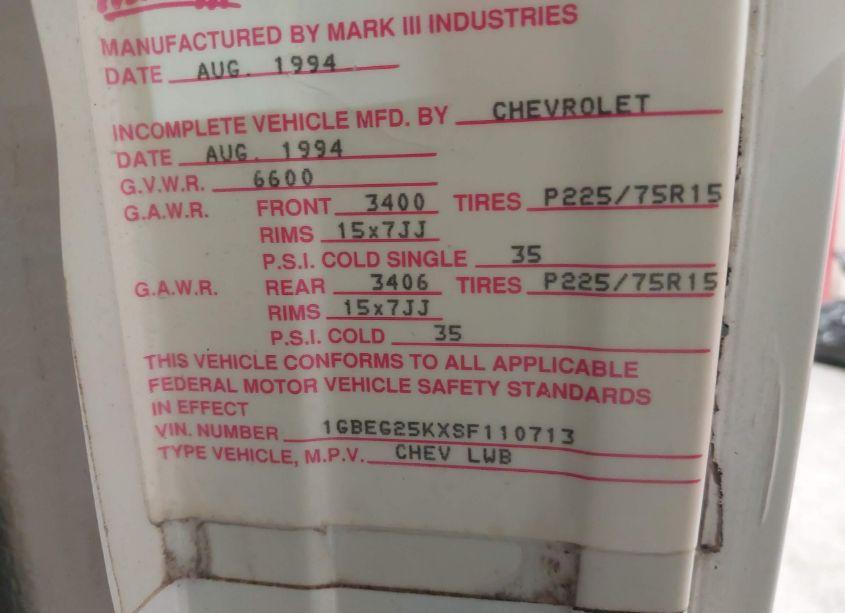 MANUFACTURED BY MARK III INDUSTRIES
DATE AUG. 1994
INCOMPLETE VEHICLE MFD. BY CHEVROLET
DATE AUG. 1994
G.V.W.R. 6600
G.A.W.R. FRONT 3400 TIRES P225/75R15
RIMS 15x7JJ
P.S.I. COLD SINGLE 35
G.A.W.R. REAR 3406 TIRES P225/75R15
RIMS 15x7JJ
P.S.I. COLD 35
THIS VEHICLE CONFORMS TO ALL APPLICABLE
FEDERAL MOTOR VEHICLE SAFETY STANDARDS
IN EFFECT
VIN. NUMBER 1GBEG25KXSF110713
TYPE VEHICLE, M.P.V. CHEV LWB